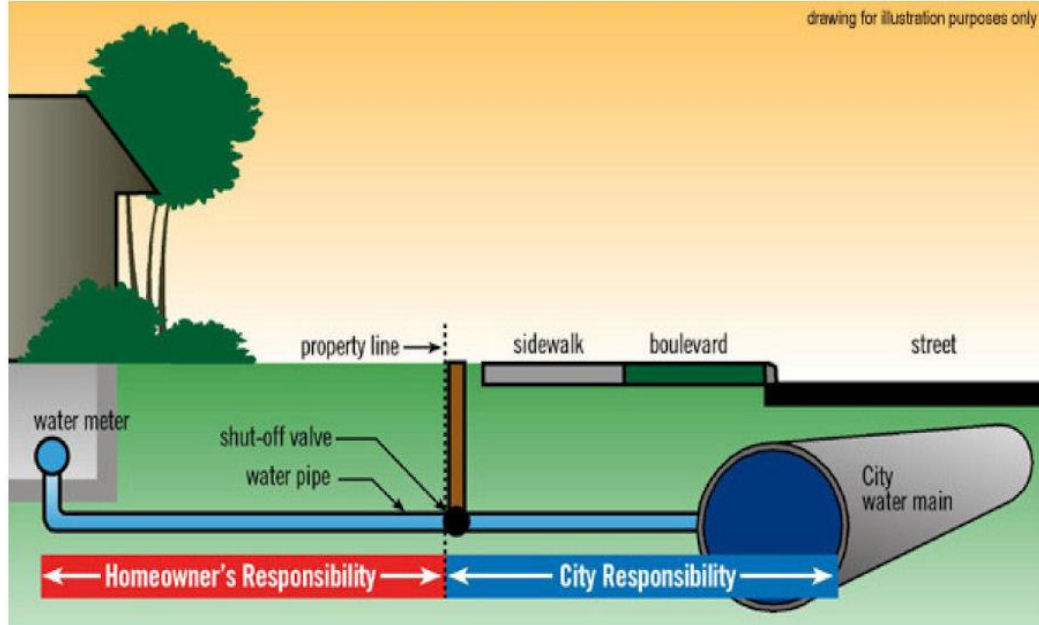 drawing for illustration purposes only
property line
sidewalk
boulevard
street
water meter
shut-off valve
water pipe
City
water main
Homeowner's Responsibility
City Responsibility